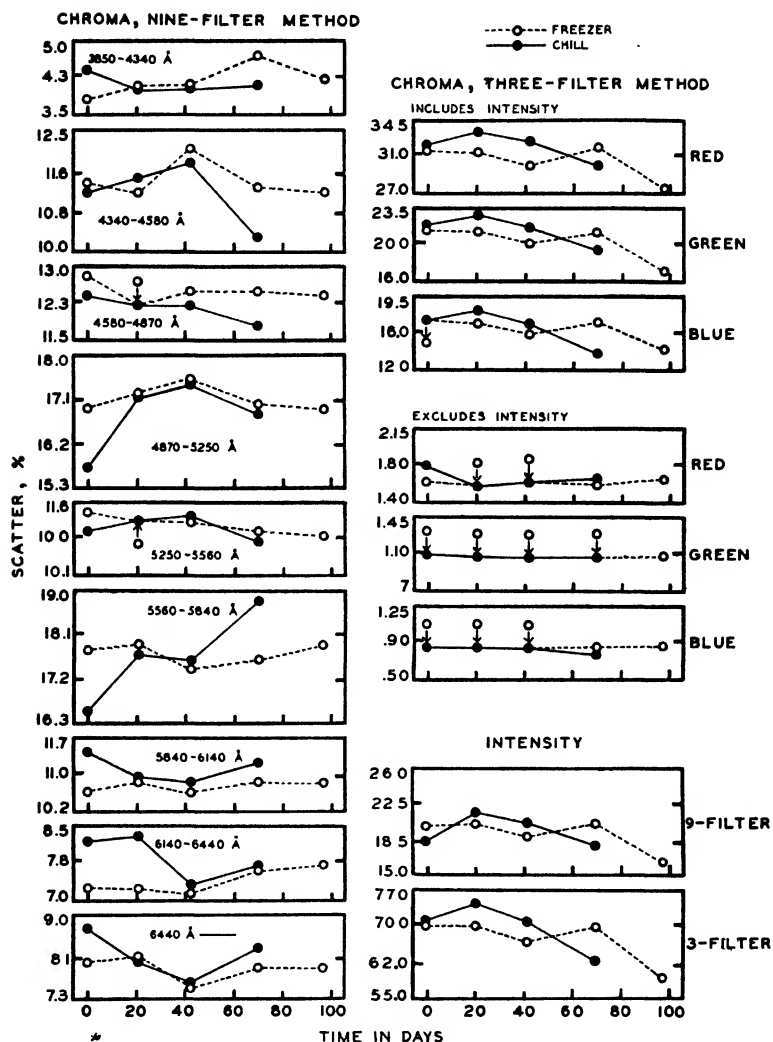 CHROMA, NINE-FILTER METHOD
5.0
4.3
3.5
3850-4340 Å
12.5
11.6
10.8
10.0
4340-4580 Å
13.0
12.3
11.5
4580-4870 Å
18.0
17.1
16.2
15.3
4870-5250 Å
11.6
10.0
10.1
5250-5560 Å
19.0
18.1
17.2
16.3
5560-5840 Å
11.7
11.0
10.2
5840-6140 Å
8.5
7.8
7.0
6140-6440 Å
9.0
8.1
7.3
6440 Å
SCATTER, %
0 20 40 60 80 100
FREEZER
CHILL
CHROMA, THREE-FILTER METHOD
INCLUDES INTENSITY
34.5
31.0
27.0
RED
23.5
20.0
16.0
GREEN
19.5
16.0
12.0
BLUE
EXCLUDES INTENSITY
2.15
1.80
1.40
RED
1.45
1.10
.7
GREEN
1.25
.90
.50
BLUE
INTENSITY
26.0
22.5
18.5
15.0
9-FILTER
77.0
70.0
62.0
55.0
3-FILTER
0 20 40 60 80 100
TIME IN DAYS